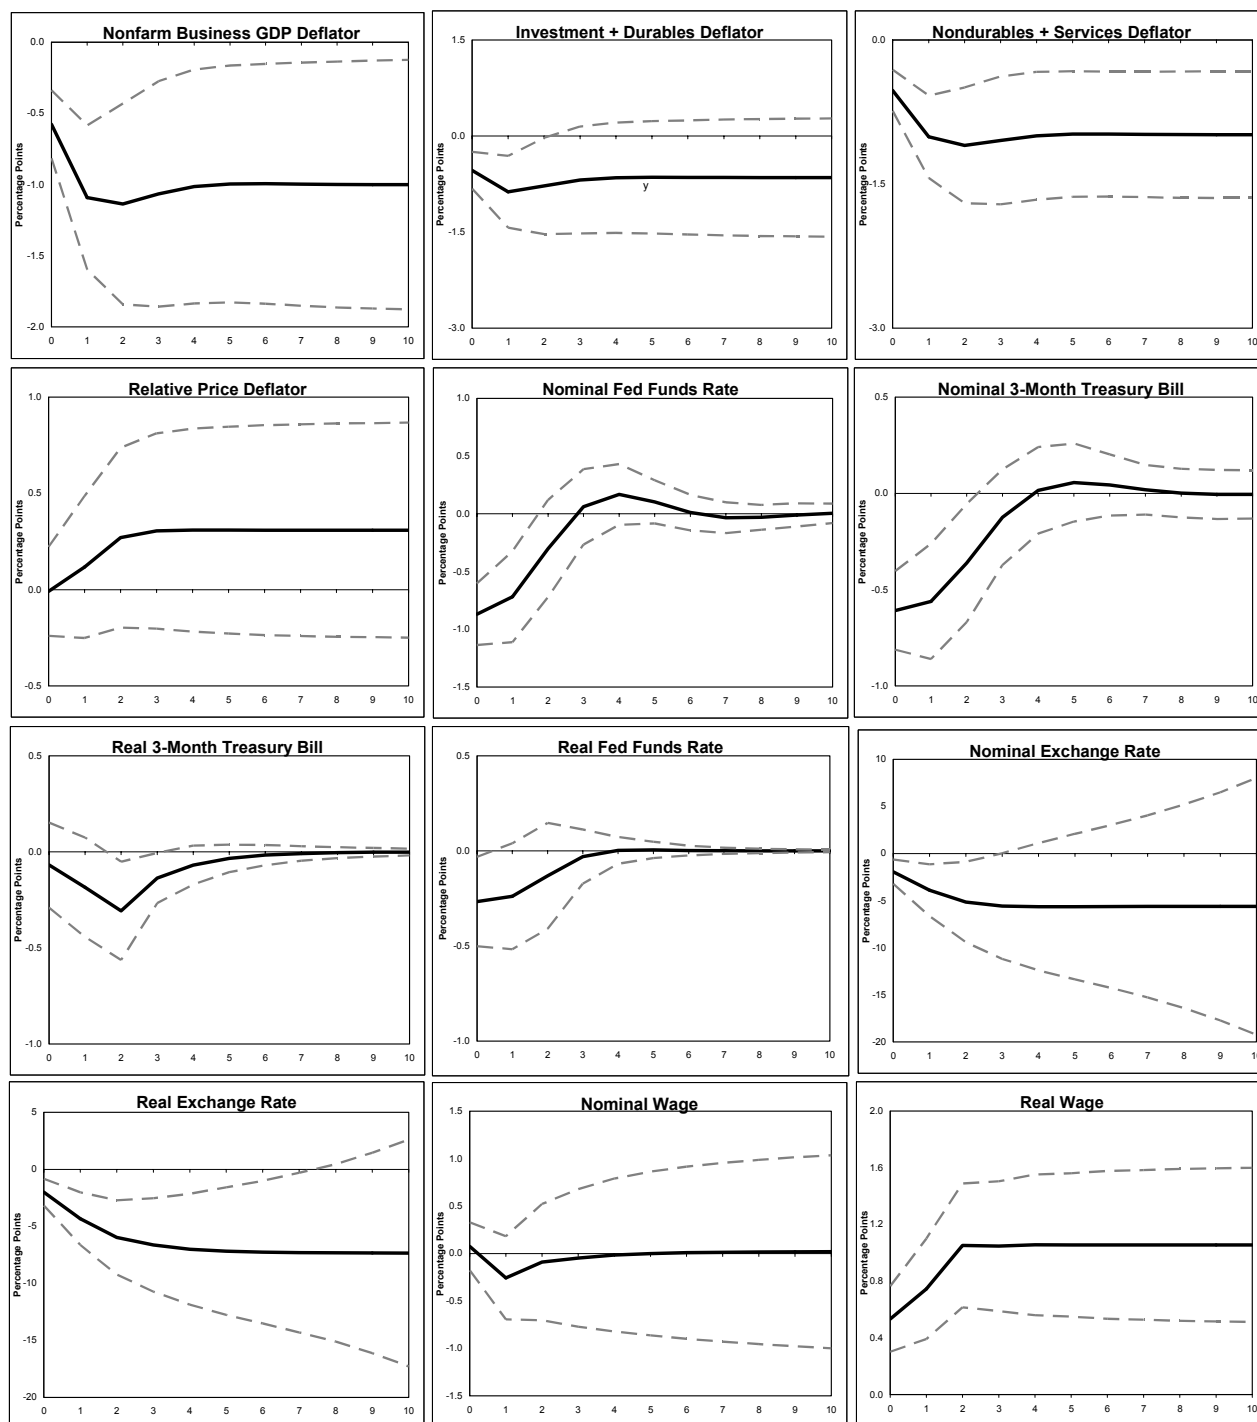 Nonfarm Business GDP Deflator
Percentage Points
0.0
-0.5
-1.0
-1.5
-2.0
0 1 2 3 4 5 6 7 8 9 10
Investment + Durables Deflator
Percentage Points
1.5
0.0
-1.5
-3.0
y
0 1 2 3 4 5 6 7 8 9 10
Nondurables + Services Deflator
Percentage Points
0.0
-1.5
-3.0
0 1 2 3 4 5 6 7 8 9 10
Relative Price Deflator
Percentage Points
1.0
0.5
0.0
-0.5
0 1 2 3 4 5 6 7 8 9 10
Nominal Fed Funds Rate
Percentage Points
1.0
0.5
0.0
-0.5
-1.0
-1.5
0 1 2 3 4 5 6 7 8 9 10
Nominal 3-Month Treasury Bill
Percentage Points
0.5
0.0
-0.5
-1.0
0 1 2 3 4 5 6 7 8 9 10
Real 3-Month Treasury Bill
Percentage Points
0.5
0.0
-0.5
-1.0
0 1 2 3 4 5 6 7 8 9 10
Real Fed Funds Rate
Percentage Points
0.5
0.0
-0.5
-1.0
0 1 2 3 4 5 6 7 8 9 10
Nominal Exchange Rate
Percentage Points
10
5
0
-5
-10
-15
-20
0 1 2 3 4 5 6 7 8 9 10
Real Exchange Rate
Percentage Points
5
0
-5
-10
-15
-20
0 1 2 3 4 5 6 7 8 9 10
Nominal Wage
Percentage Points
1.5
1.0
0.5
0.0
-0.5
-1.0
-1.5
0 1 2 3 4 5 6 7 8 9 10
Real Wage
Percentage Points
2.0
1.6
1.2
0.8
0.4
0.0
0 1 2 3 4 5 6 7 8 9 10